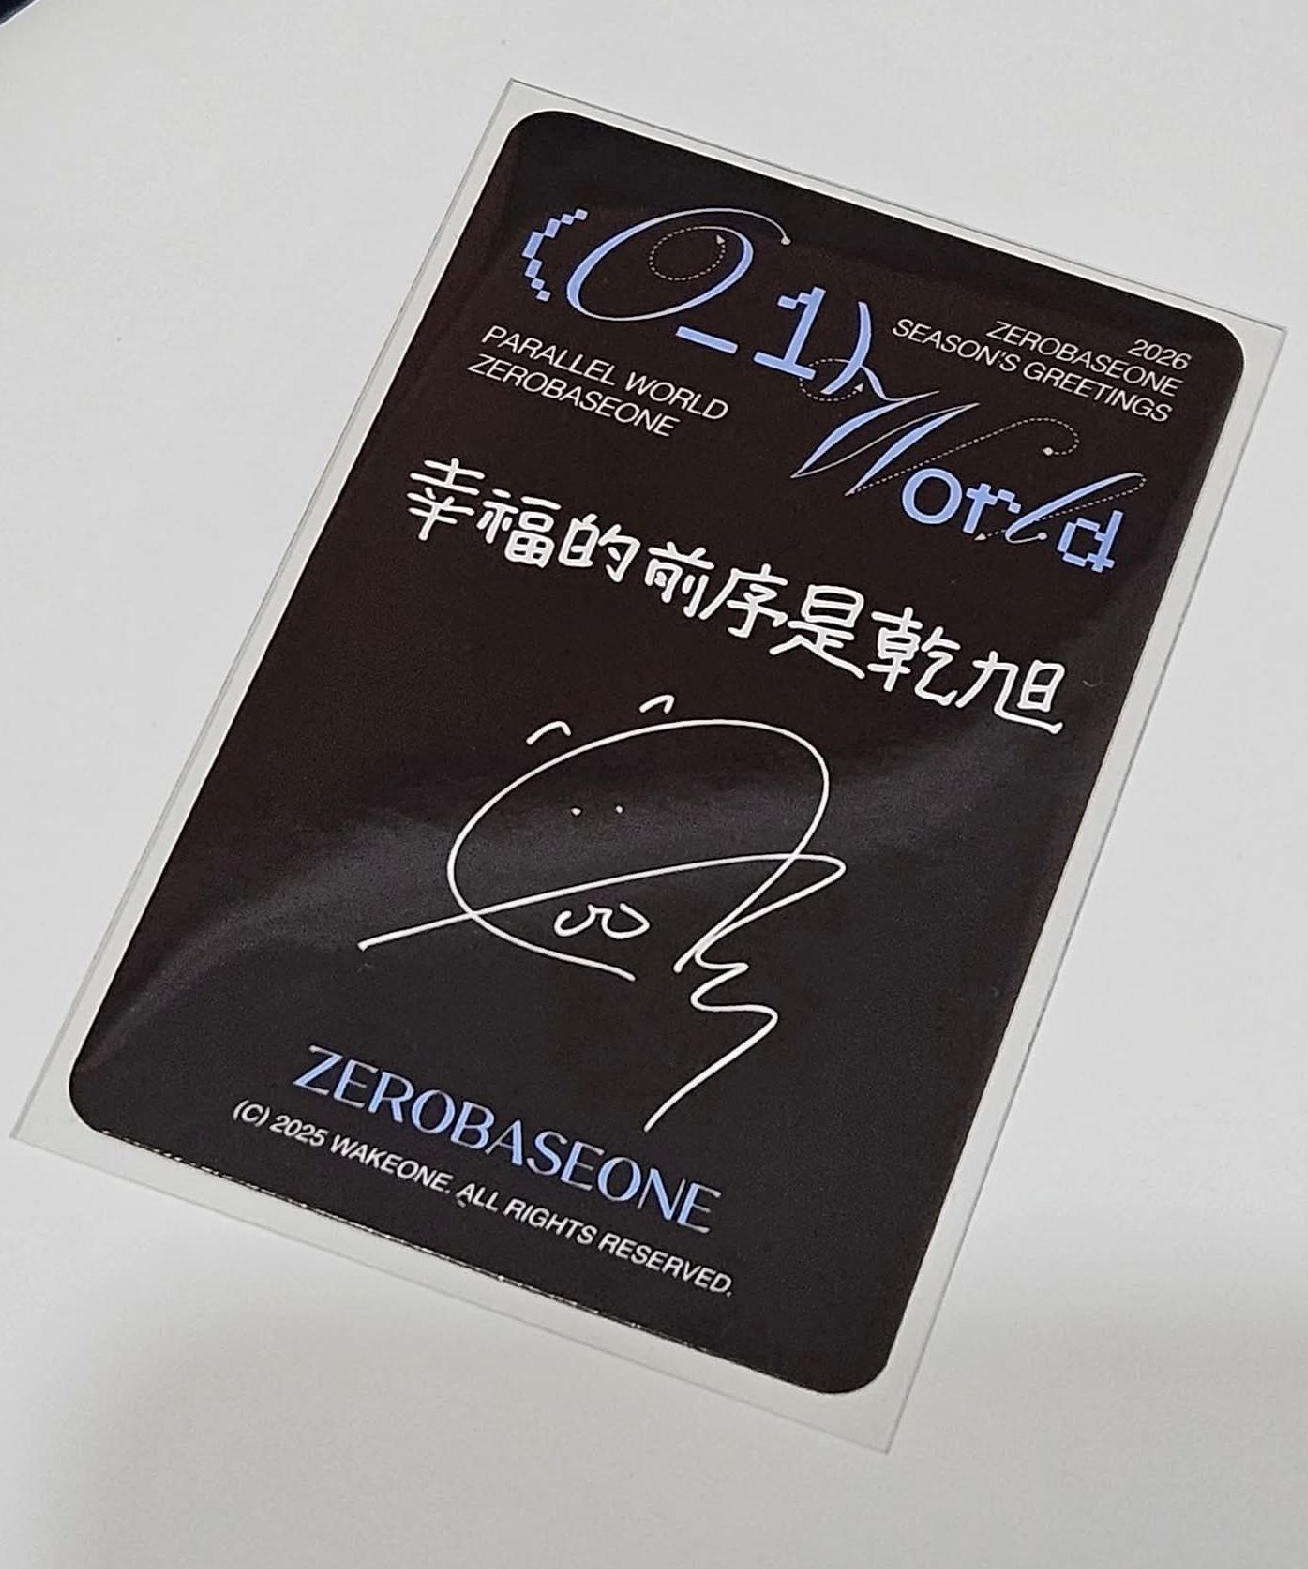 (0_1) World
PARALLEL WORLD
ZEROBASEONE
2026
ZEROBASEONE
SEASON'S GREETINGS
幸福的前序是乾旭
ZEROBASEONE
(C) 2025 WAKEONE. ALL RIGHTS RESERVED.